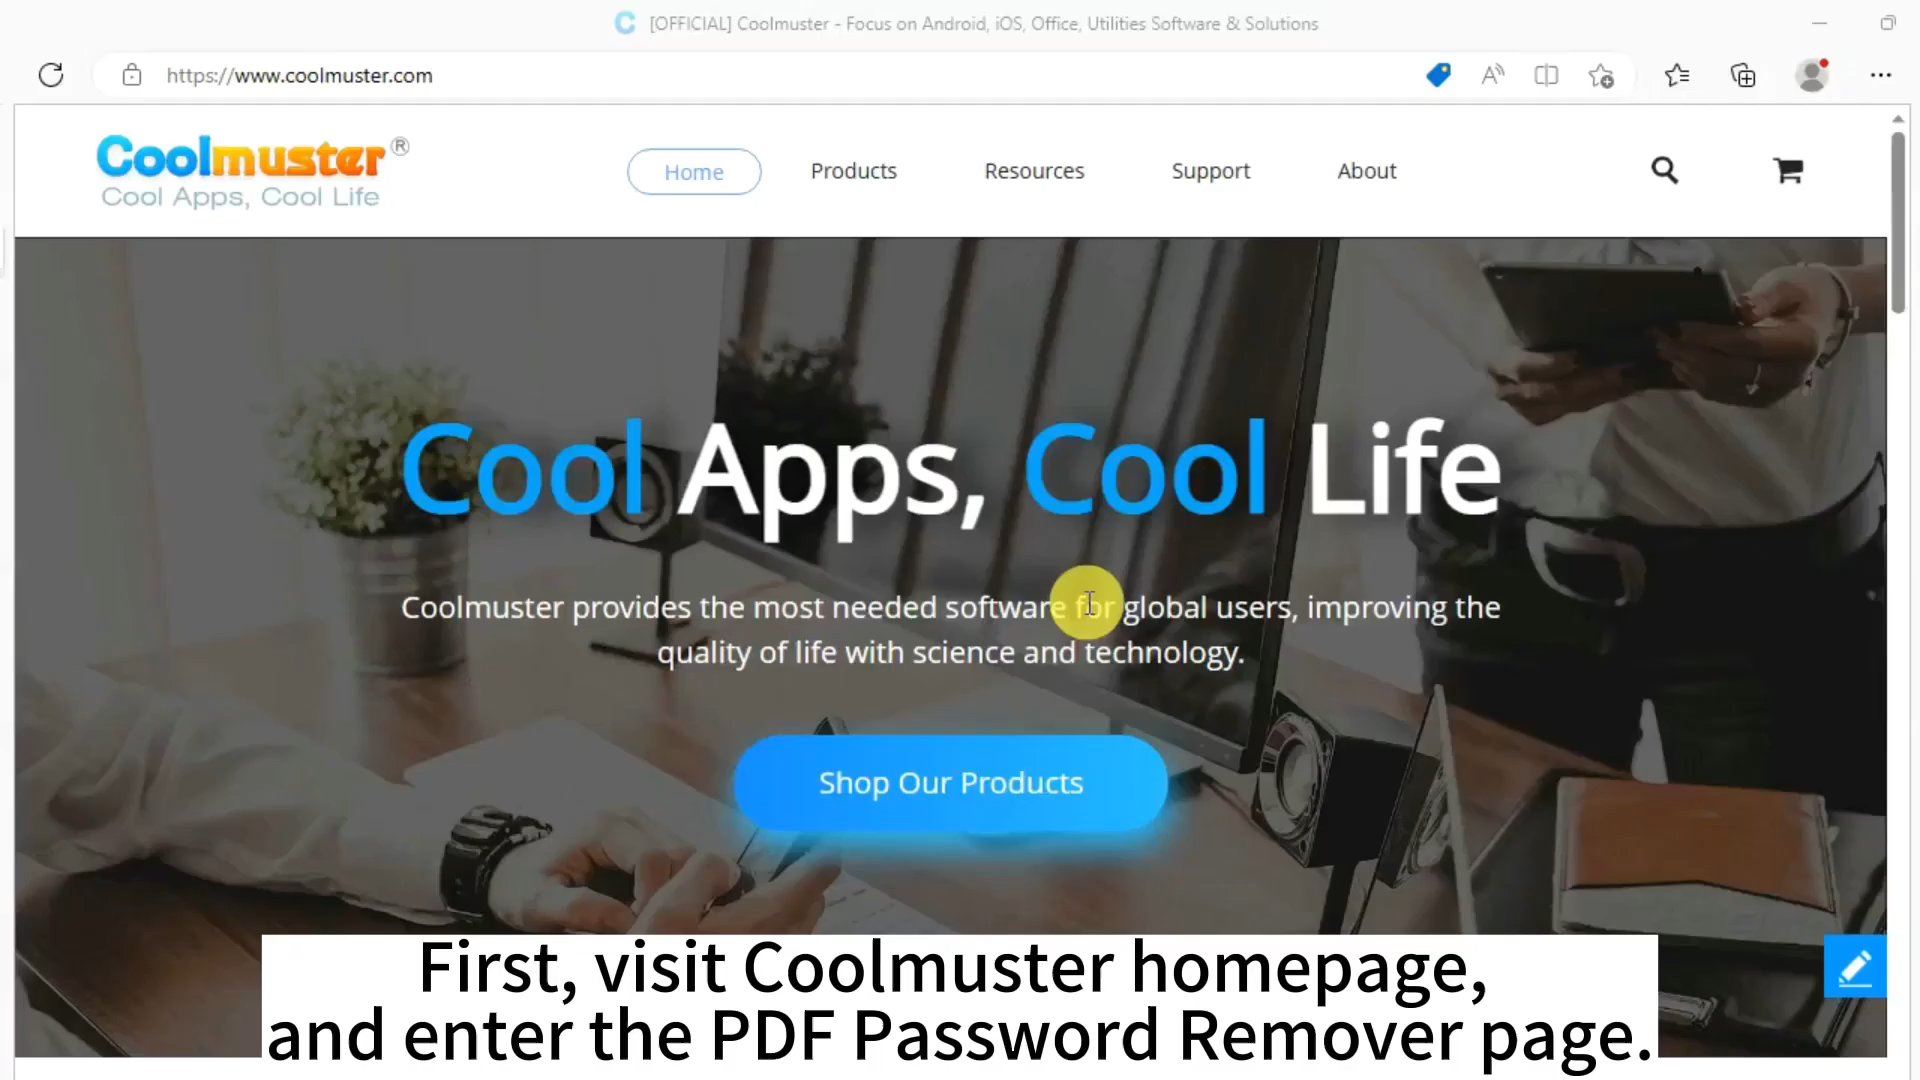 [OFFICIAL] Coolmuster - Focus on Android, iOS, Office, Utilities Software & Solutions
https://www.coolmuster.com
Coolmuster®
Cool Apps, Cool Life
Home
Products
Resources
Support
About
Cool Apps, Cool Life
Coolmuster provides the most needed software for global users, improving the
quality of life with science and technology.
Shop Our Products
First, visit Coolmuster homepage,
and enter the PDF Password Remover page.